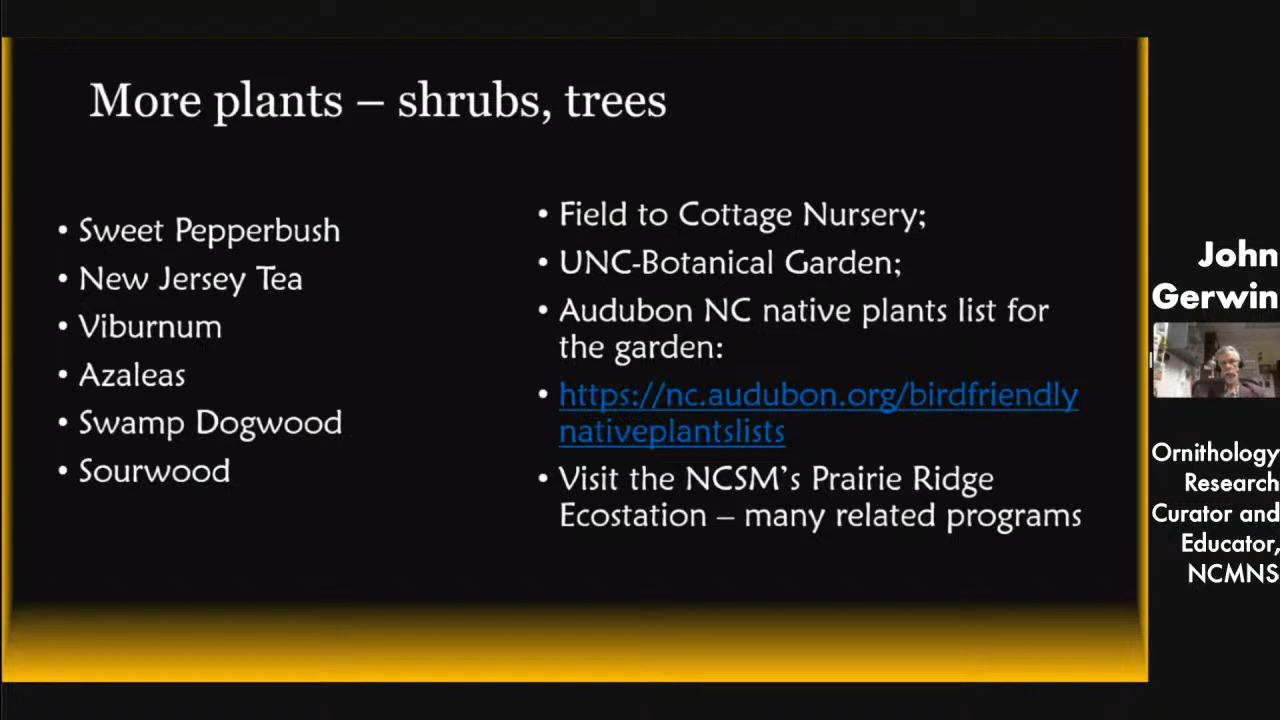 More plants – shrubs, trees
• Sweet Pepperbush
• New Jersey Tea
• Viburnum
• Azaleas
• Swamp Dogwood
• Sourwood
• Field to Cottage Nursery;
• UNC-Botanical Garden;
• Audubon NC native plants list for
the garden:
• https://nc.audubon.org/birdfriendly
nativeplantslists
• Visit the NCSM's Prairie Ridge
Ecostation – many related programs
John
Gerwin
Ornithology
Research
Curator and
Educator,
NCMNS